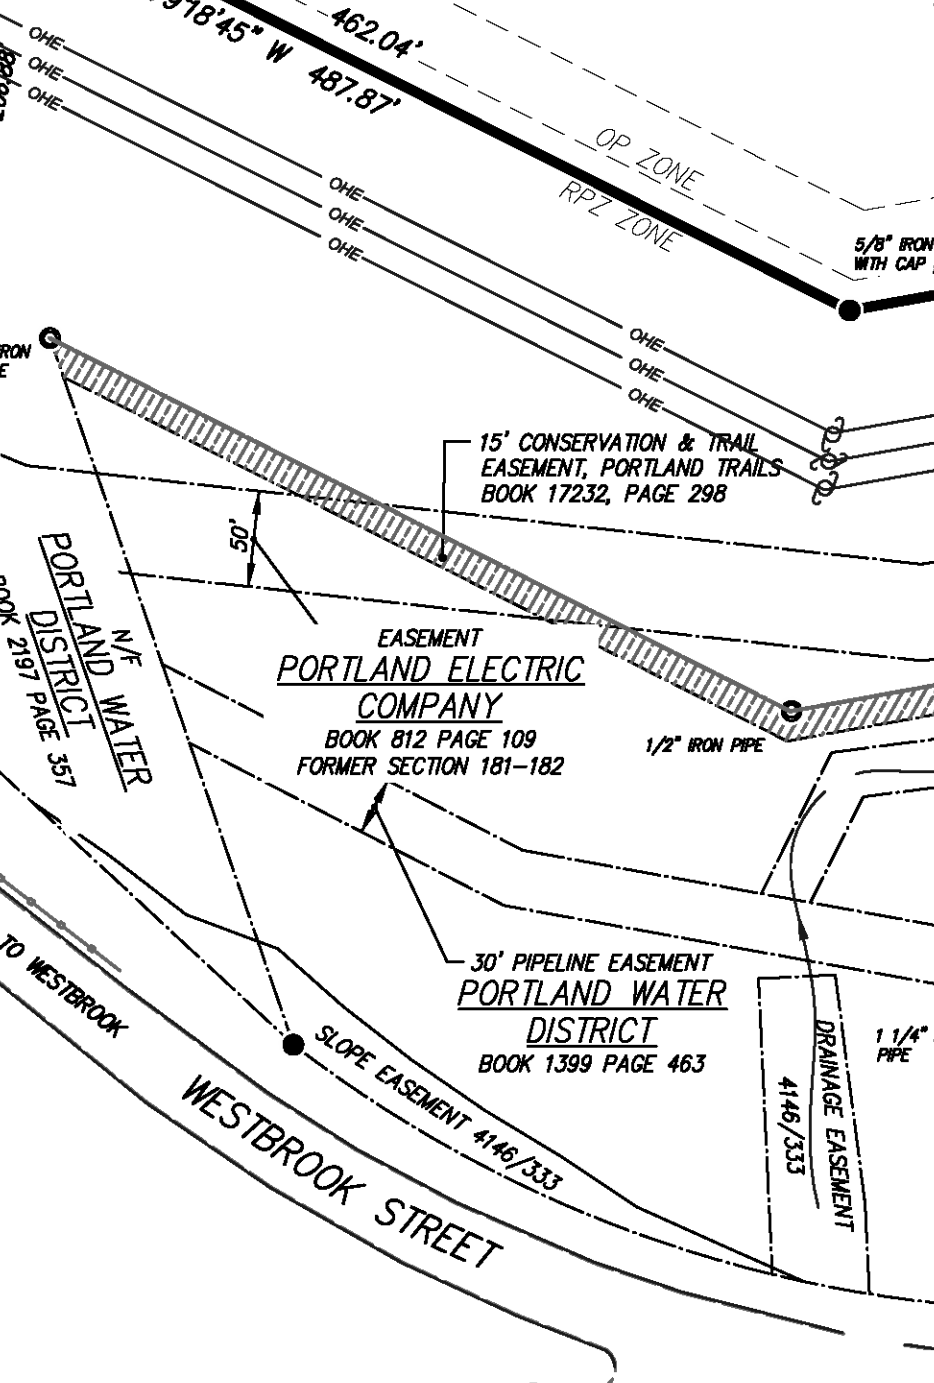 462.04'
918'45" W 487.87'
OHE
OHE
OHE
OHE
OHE
OHE
OP ZONE
RPZ ZONE
5/8" IRON
WITH CAP
OHE
OHE
OHE
15' CONSERVATION & TRAIL
EASEMENT, PORTLAND TRAILS
BOOK 17232, PAGE 298
50'
N/F
PORTLAND WATER
DISTRICT
BOOK 2197 PAGE 357
EASEMENT
PORTLAND ELECTRIC
COMPANY
BOOK 812 PAGE 109
FORMER SECTION 181-182
1/2" IRON PIPE
30' PIPELINE EASEMENT
PORTLAND WATER
DISTRICT
BOOK 1399 PAGE 463
TO WESTBROOK
SLOPE EASEMENT 4146/333
DRAINAGE EASEMENT
4146/333
1 1/4"
PIPE
WESTBROOK STREET